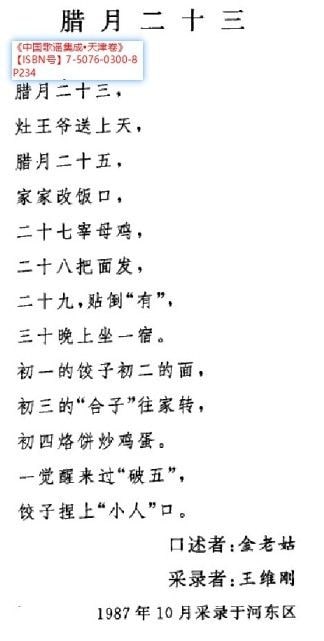 腊月二十三
《中国歌谣集成•天津卷》
【ISBN号】7-5076-0300-8
P234
腊月二十三，
灶王爷送上天，
腊月二十五，
家家改饭口，
二十七宰母鸡，
二十八把面发，
二十九，贴倒“有”，
三十晚上坐一宿。
初一的饺子初二的面，
初三的“合子”往家转，
初四烙饼炒鸡蛋。
一觉醒来过“破五”，
饺子捏上“小人”口。
口述者：金老姑
采录者：王维刚
1987年10月采录于河东区